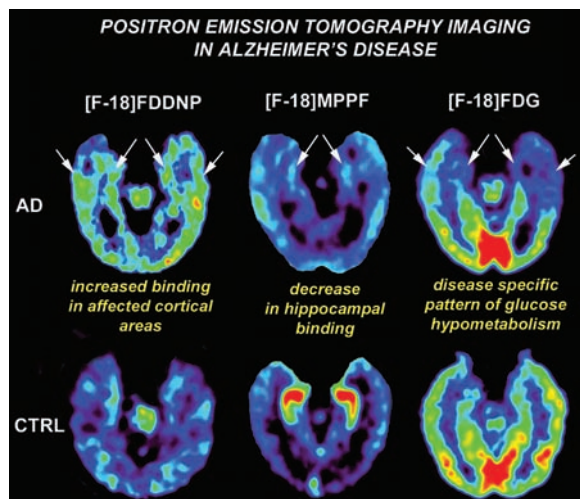 POSITRON EMISSION TOMOGRAPHY IMAGING
IN ALZHEIMER'S DISEASE
[F-18]FDDNP [F-18]MPPF [F-18]FDG
AD
increased binding
in affected cortical
areas
decrease
in hippocampal
binding
disease specific
pattern of glucose
hypometabolism
CTRL